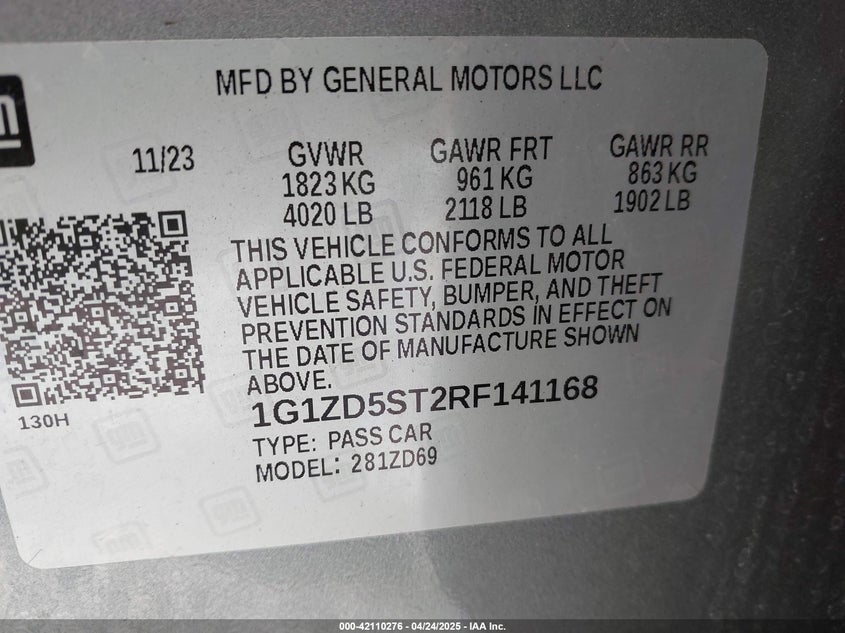 MFD BY GENERAL MOTORS LLC
gm
11/23 GVWR GAWR FRT GAWR RR
1823 KG 961 KG 863 KG
4020 LB 2118 LB 1902 LB
THIS VEHICLE CONFORMS TO ALL
APPLICABLE U.S. FEDERAL MOTOR
VEHICLE SAFETY, BUMPER, AND THEFT
PREVENTION STANDARDS IN EFFECT ON
THE DATE OF MANUFACTURE SHOWN
ABOVE.
130H
1G1ZD5ST2RF141168
TYPE: PASS CAR
MODEL: 281ZD69
000-42110276 - 04/24/2025 - IAA Inc.